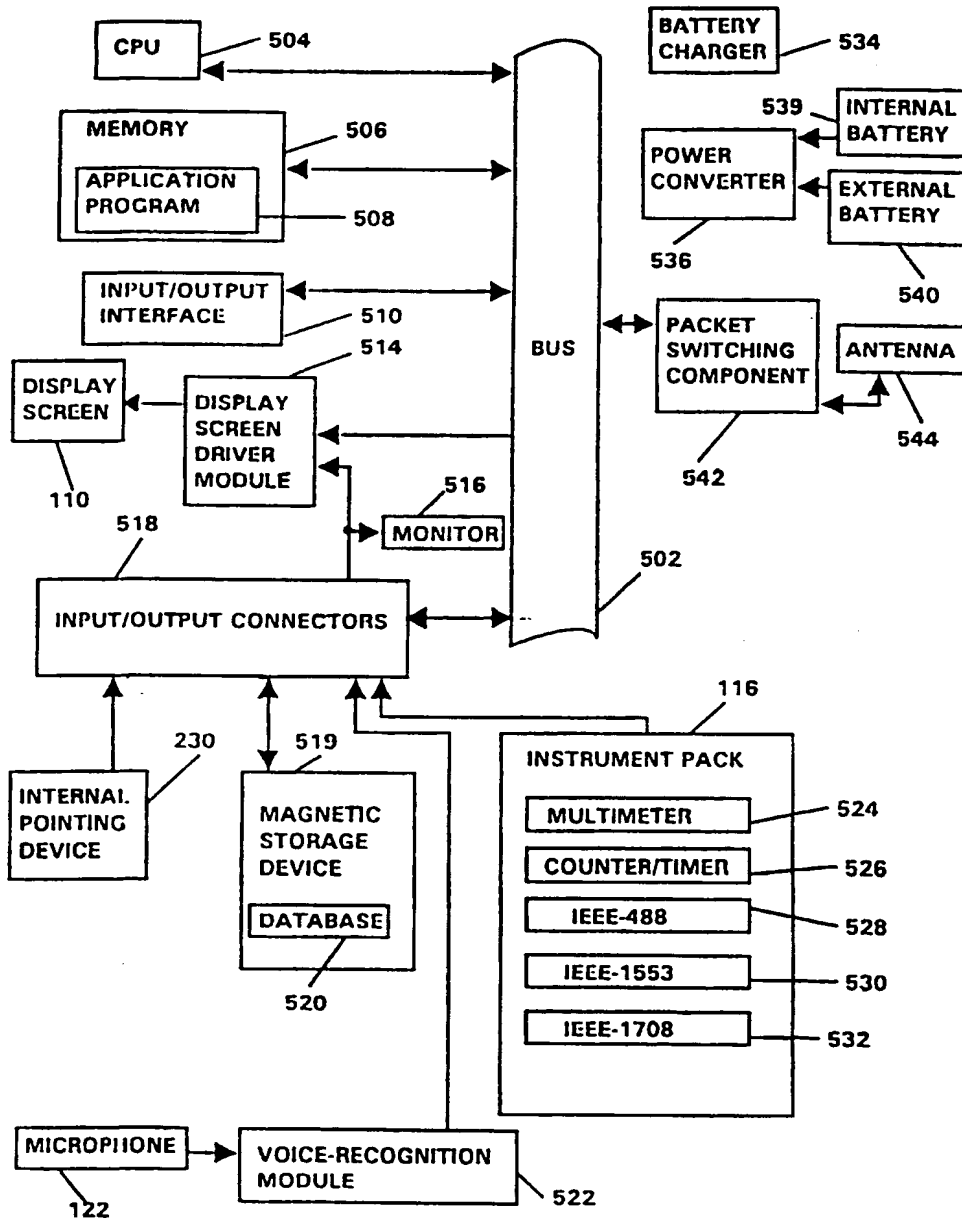 CPU
504
BATTERY
CHARGER
534
MEMORY
506
APPLICATION
PROGRAM
508
539
INTERNAL
BATTERY
POWER
CONVERTER
536
EXTERNAL
BATTERY
540
INPUT/OUTPUT
INTERFACE
510
BUS
502
PACKET
SWITCHING
COMPONENT
542
ANTENNA
544
514
DISPLAY
SCREEN
110
DISPLAY
SCREEN
DRIVER
MODULE
516
MONITOR
518
INPUT/OUTPUT CONNECTORS
230
INTERNAL
POINTING
DEVICE
519
MAGNETIC
STORAGE
DEVICE
DATABASE
520
116
INSTRUMENT PACK
MULTIMETER
524
COUNTER/TIMER
526
IEEE-488
528
IEEE-1553
530
IEEE-1708
532
MICROPHONE
122
VOICE-RECOGNITION
MODULE
522